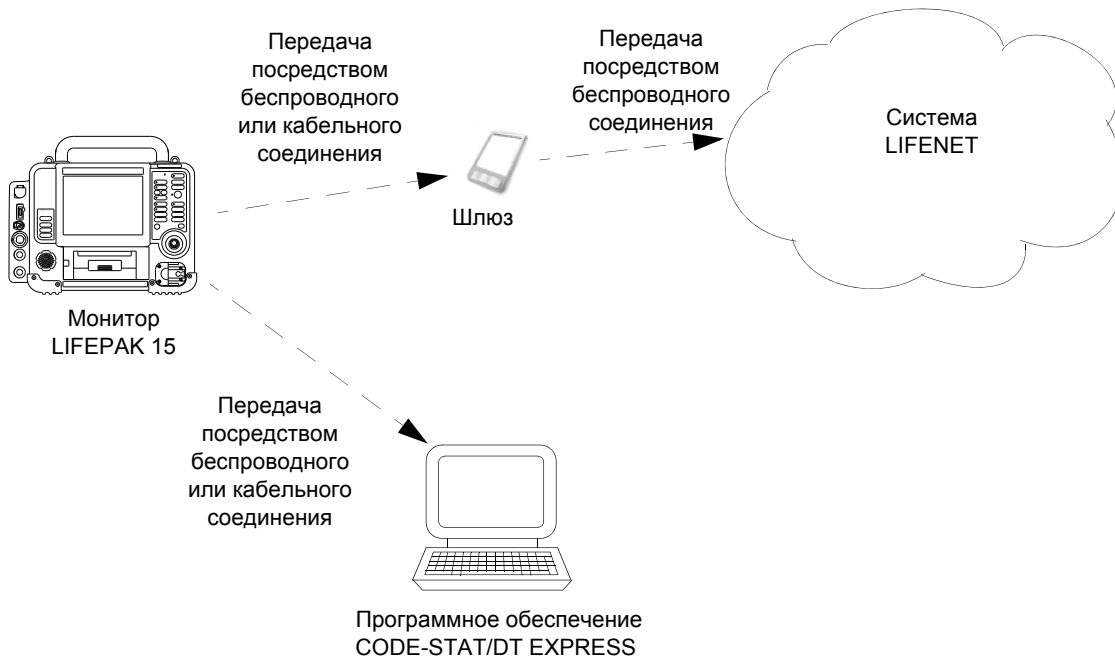 Передача
посредством
беспроводного
или кабельного
соединения
Передача
посредством
беспроводного
соединения
Система
LIFENET
Шлюз
Монитор
LIFEPAK 15
Передача
посредством
беспроводного
или кабельного
соединения
Программное обеспечение
CODE-STAT/DT EXPRESS